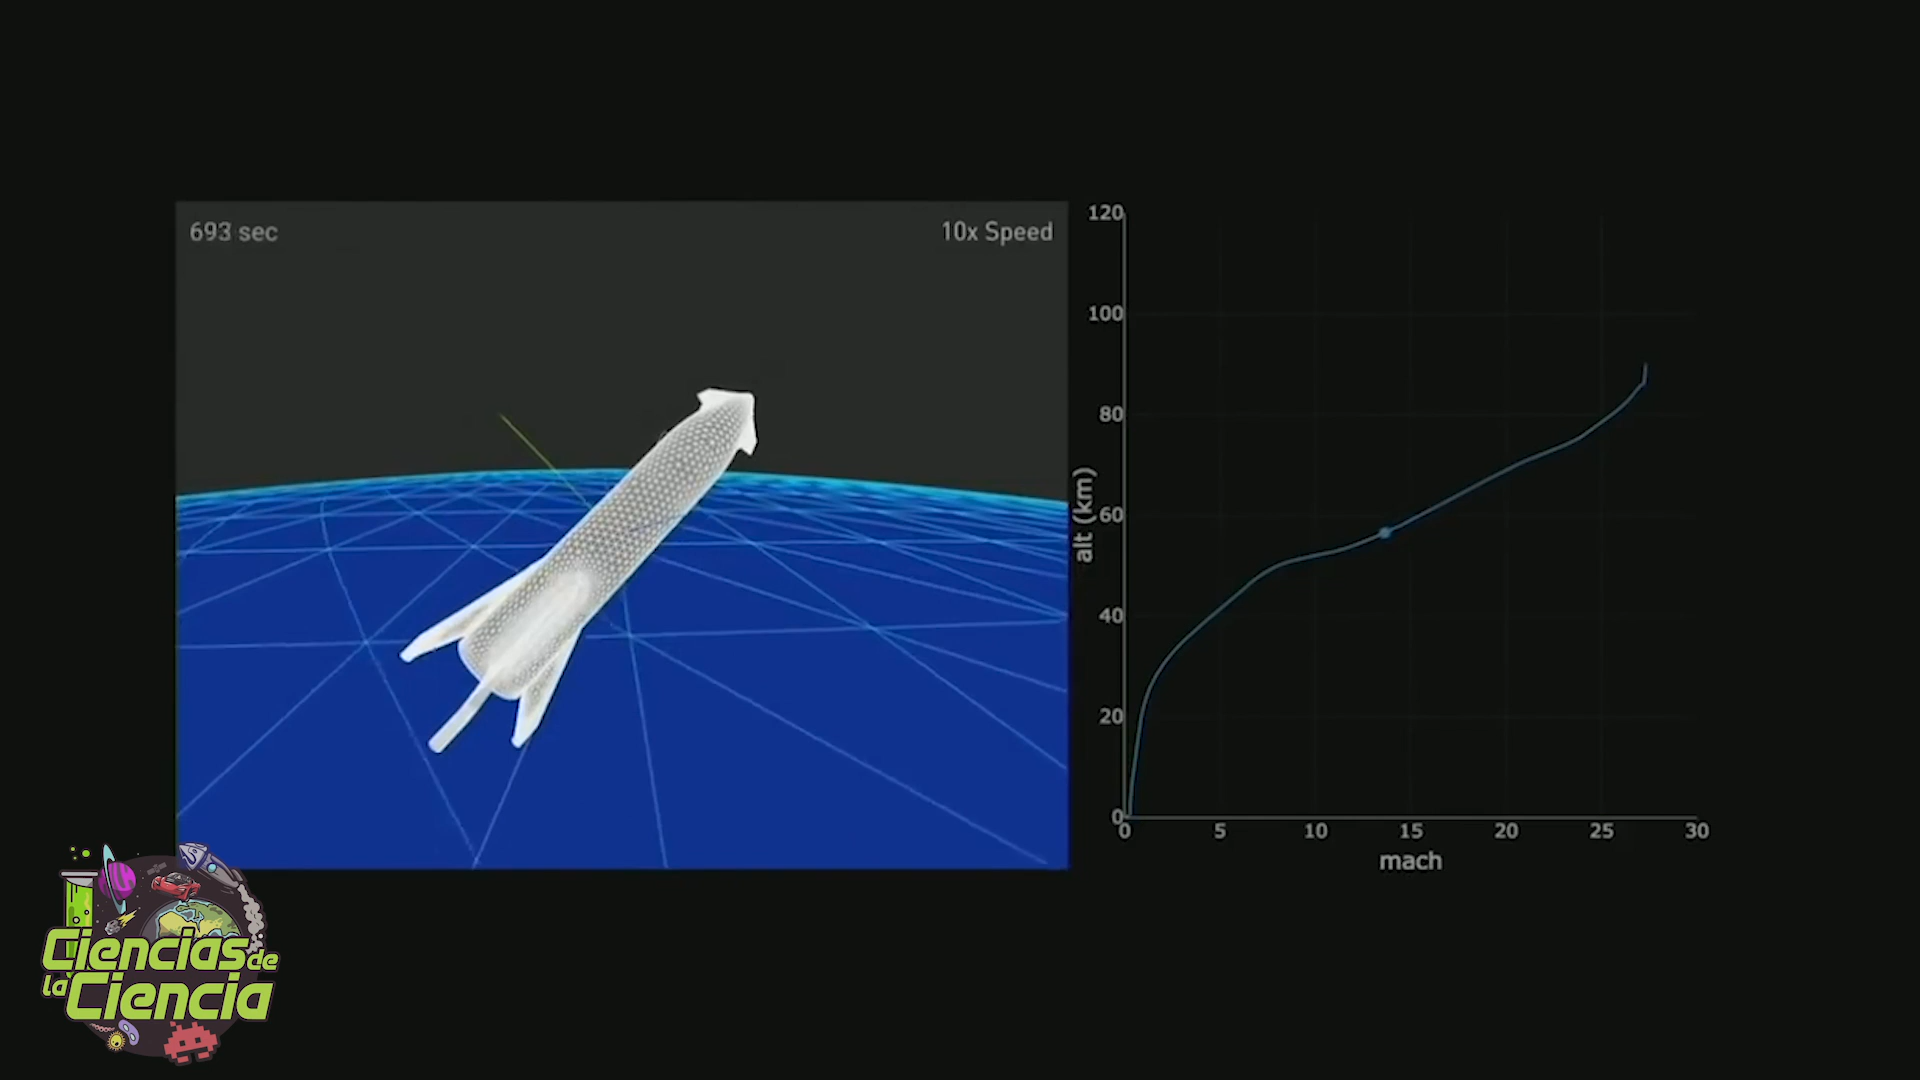 693 sec
10x Speed
120
100
80
60
40
20
0
alt (km)
0 5 10 15 20 25 30
mach
Ciencias de
la Ciencia